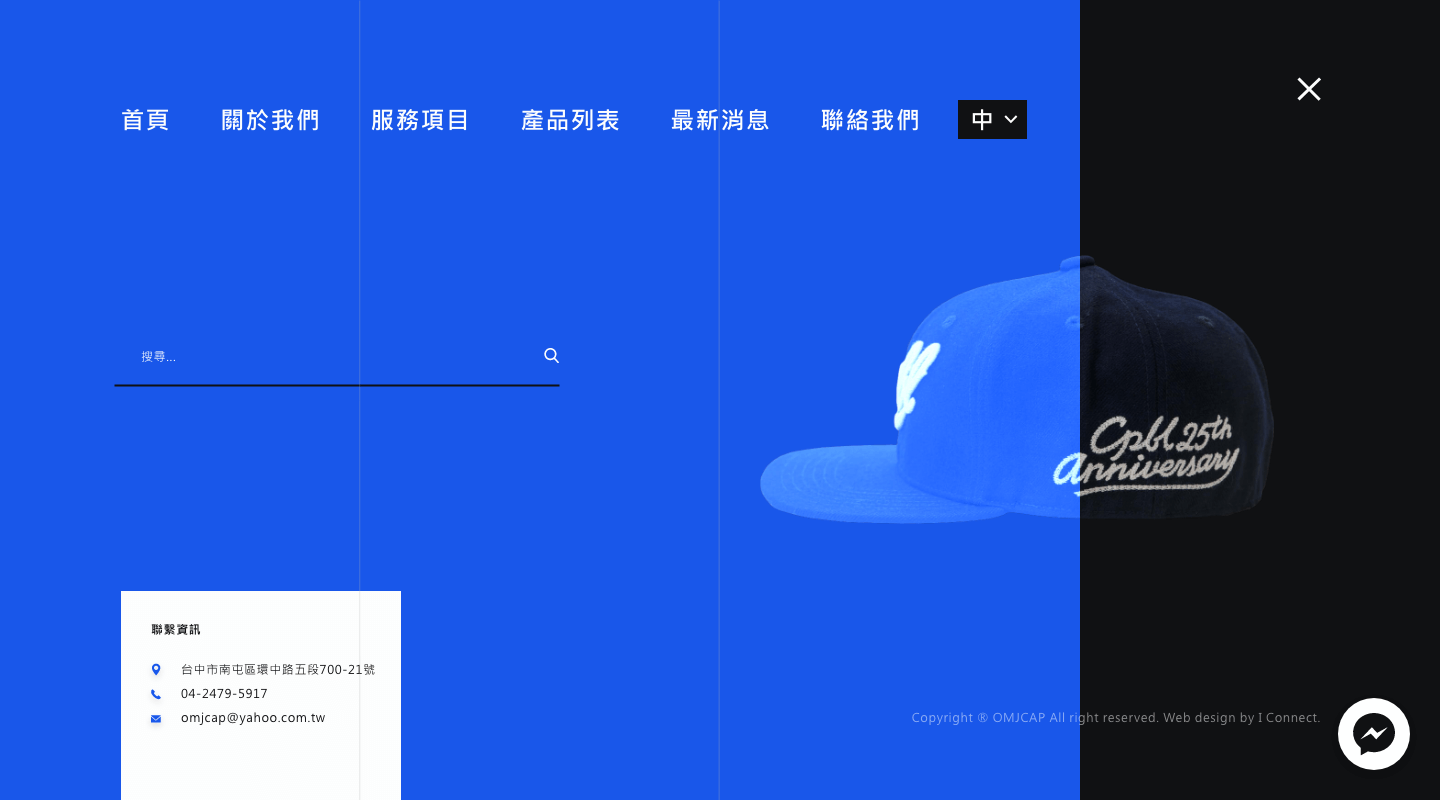 首頁 關於我們 服務項目 產品列表 最新消息 聯絡我們 中
搜尋...
Cpbl 25th
anniversary
聯繫資訊
台中市南屯區環中路五段700-21號
04-2479-5917
omjcap@yahoo.com.tw
Copyright ® OMJCAP All right reserved. Web design by I Connect.